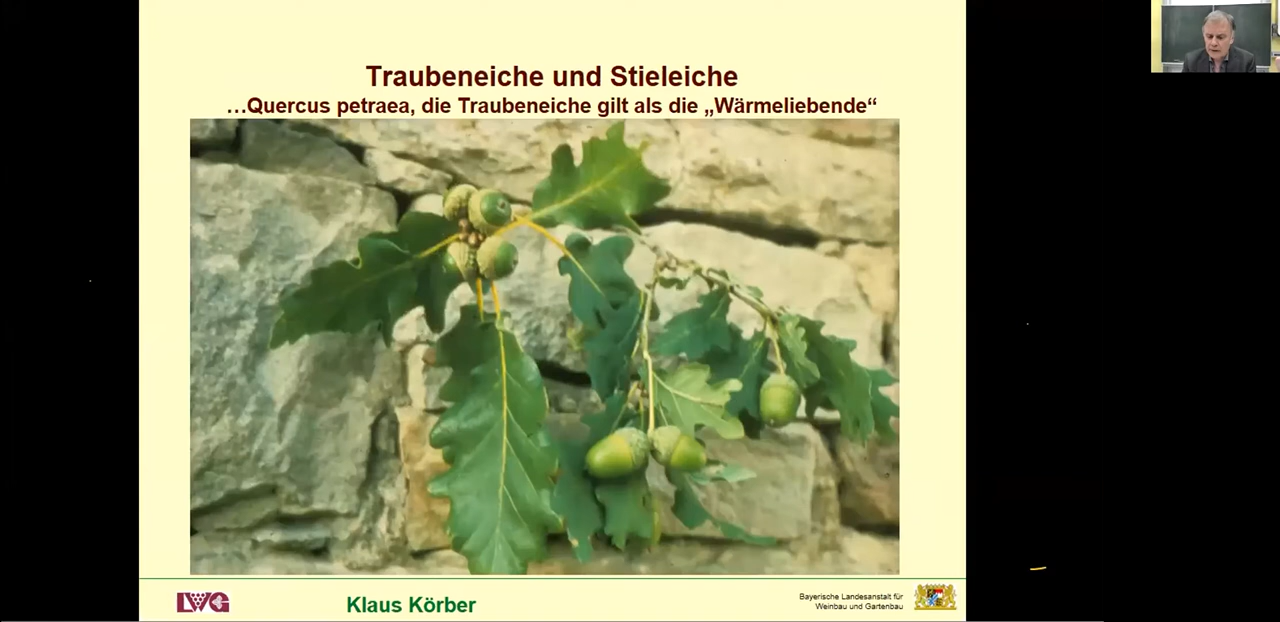 Traubeneiche und Stieleiche
…Quercus petraea, die Traubeneiche gilt als die „Wärmeliebende“
LWG
Klaus Körber
Bayerische Landesanstalt für
Weinbau und Gartenbau